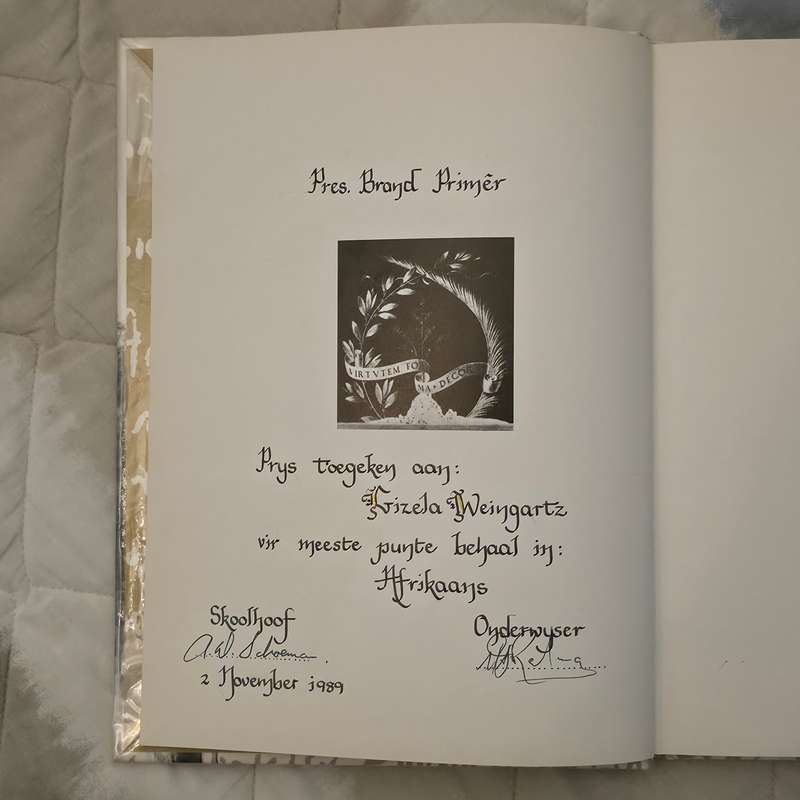 Pres. Brand Primêr
VIRTVTEM FO
MA • DECOR
Prys toegeken aan:
Gizela Weingartz
vir meeste punte behaal in:
Afrikaans
Skoolhoof
Onderwyser
A.W. Schoeman
2 November 1989